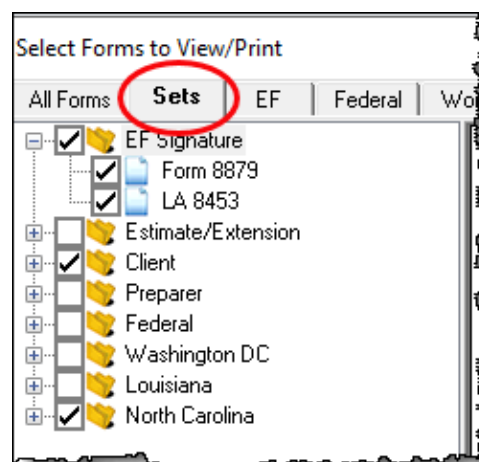 Select Forms to View/Print
All Forms Sets EF Federal
EF Signature
Form 8879
LA 8453
Estimate/Extension
Client
Preparer
Federal
Washington DC
Louisiana
North Carolina